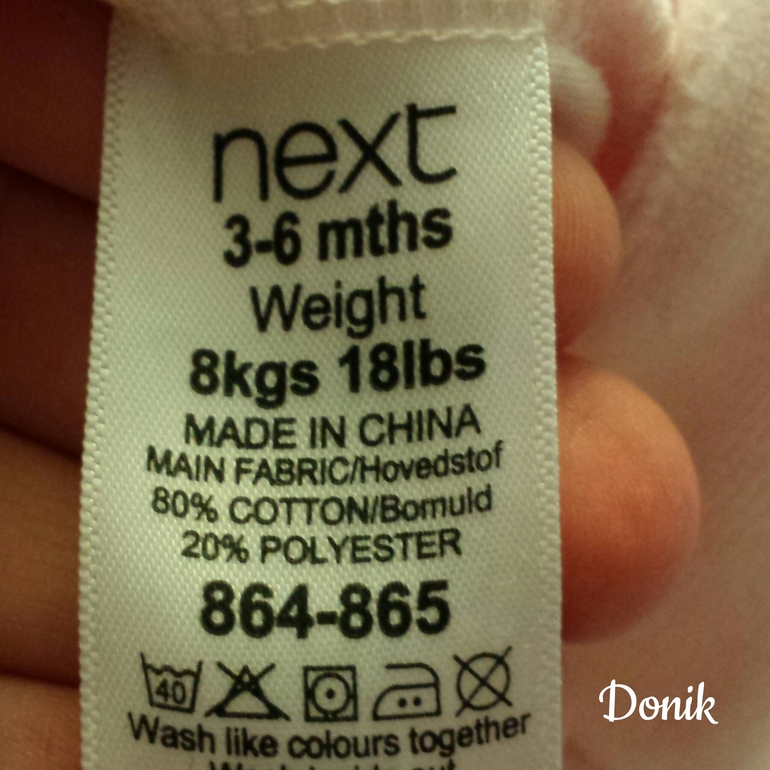 next
3-6 mths
Weight
8kgs 18lbs
MADE IN CHINA
MAIN FABRIC/Hovedstof
80% COTTON/Bomuld
20% POLYESTER
864-865
40
Wash like colours together
Donik